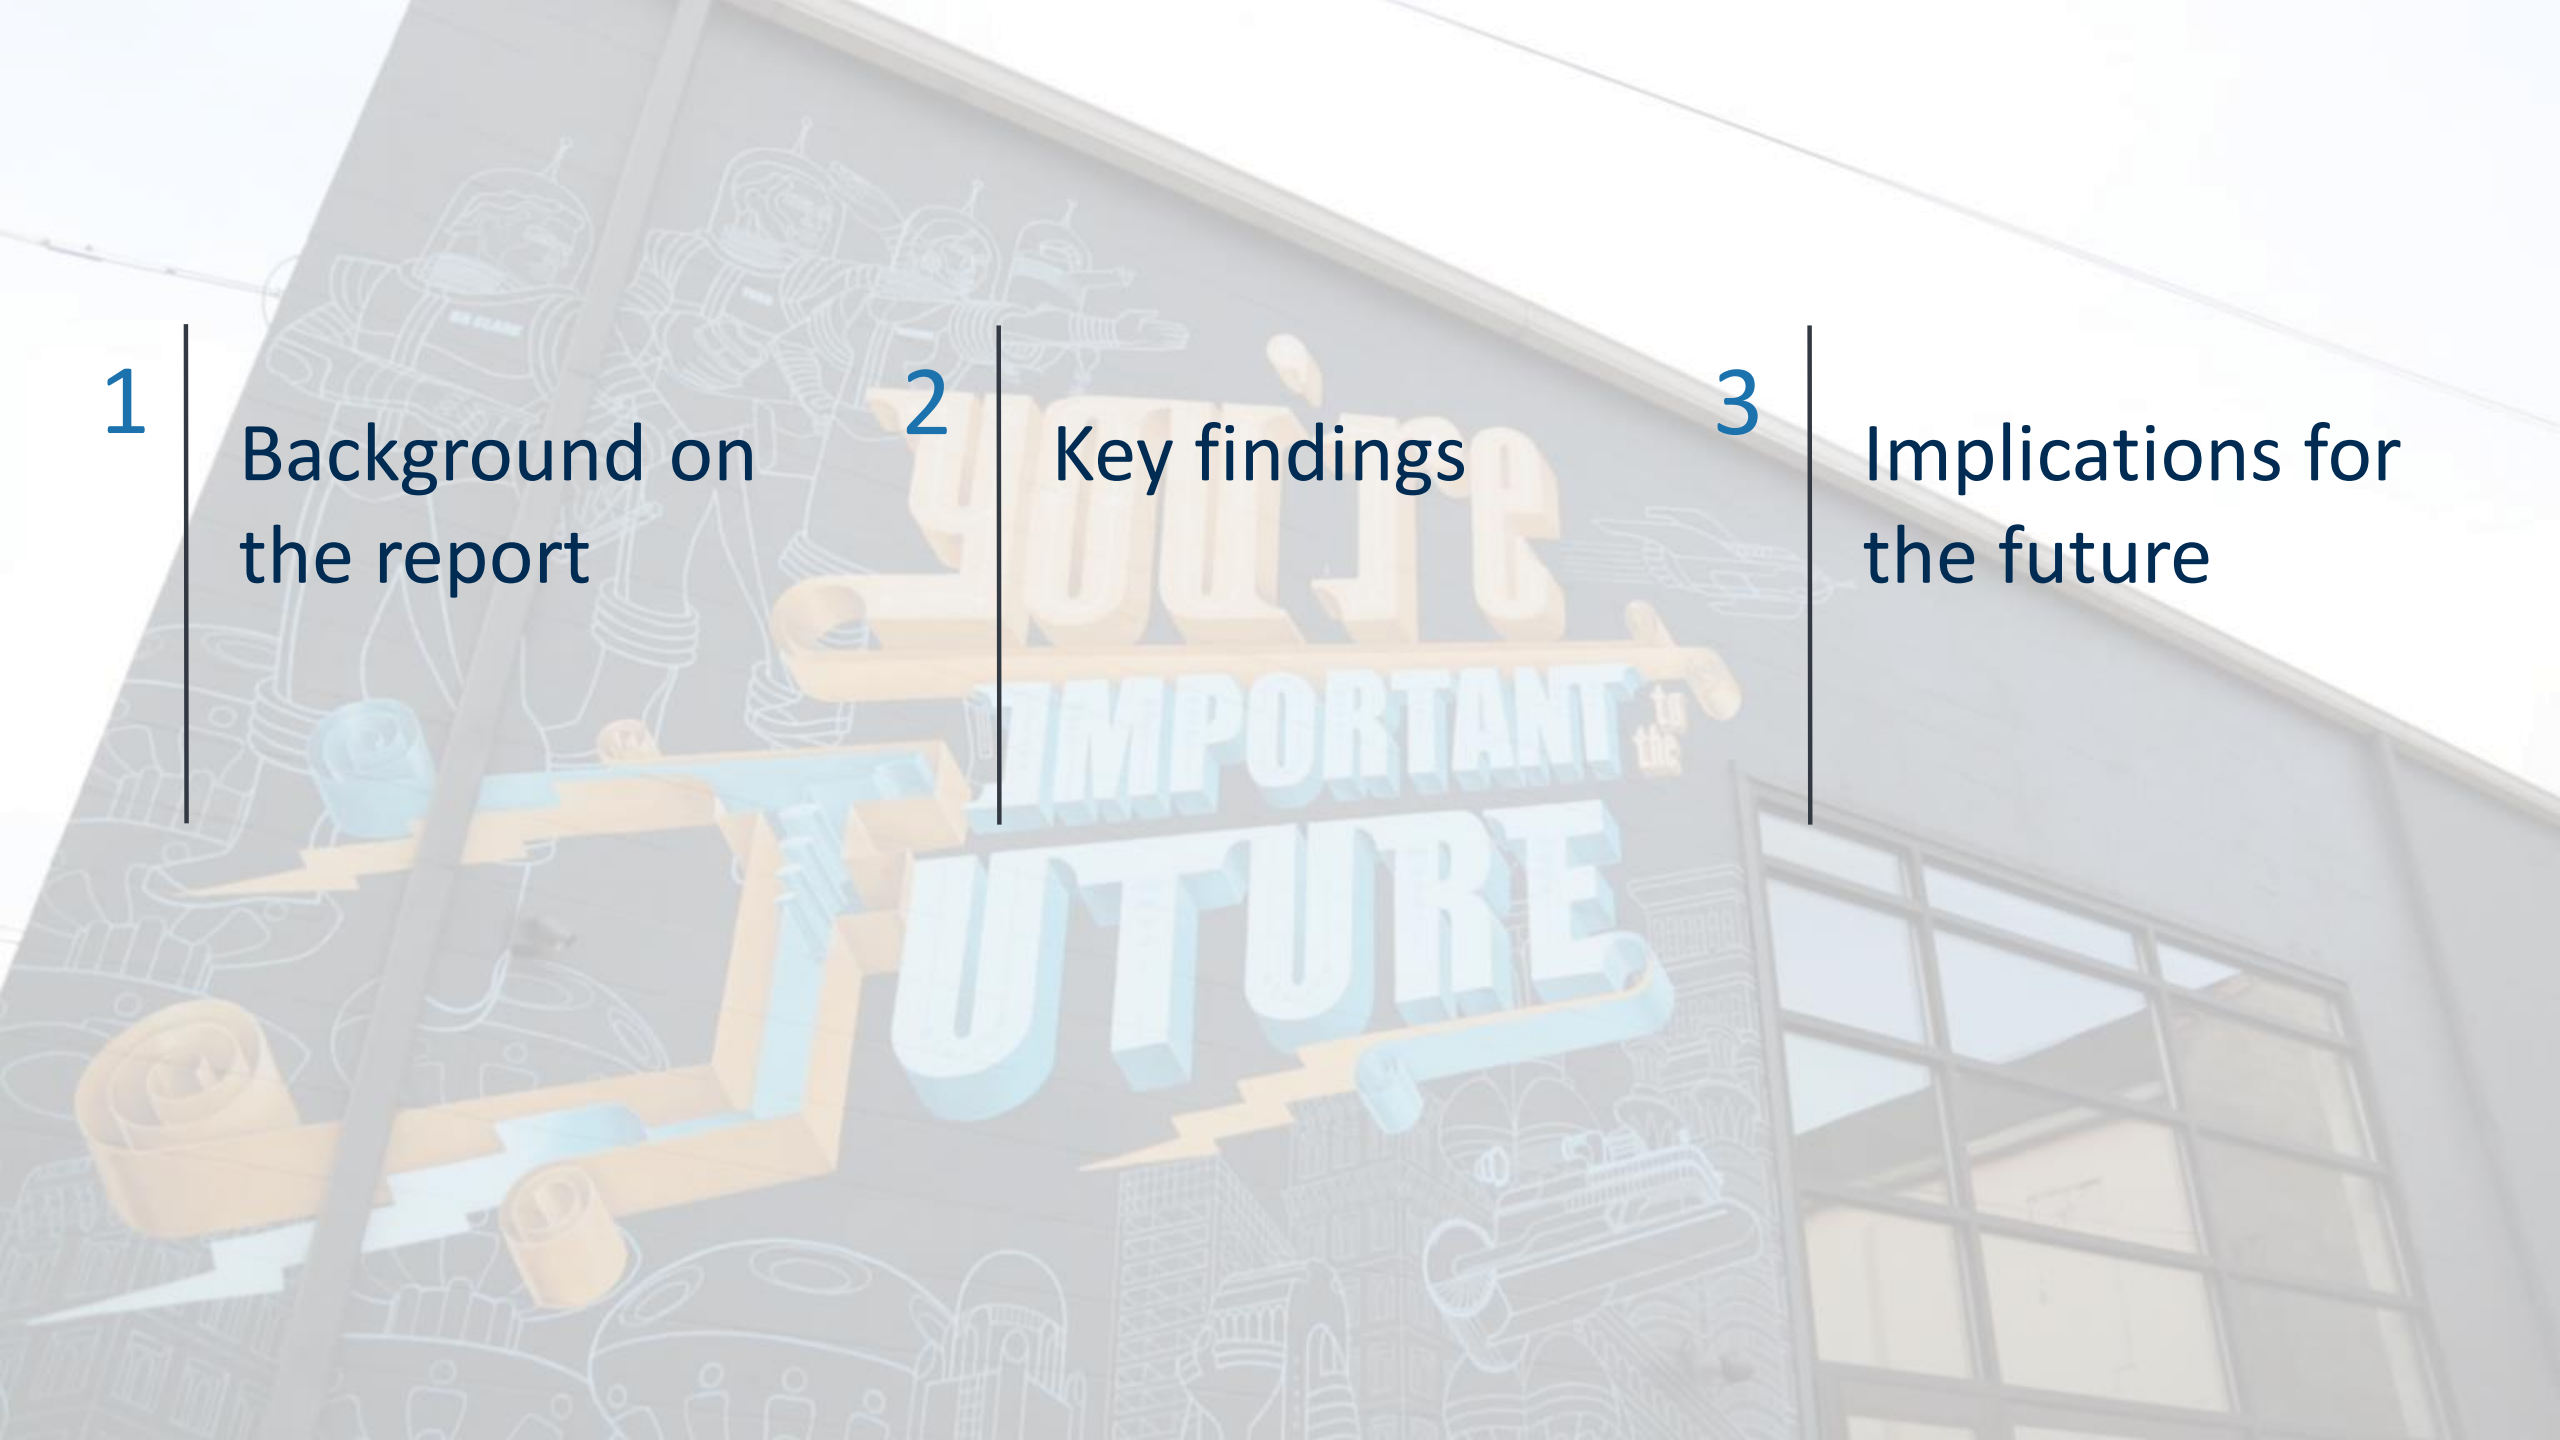 1
Background on
the report
2
Key findings
3
Implications for
the future
you're
IMPORTANT
to
the
FUTURE